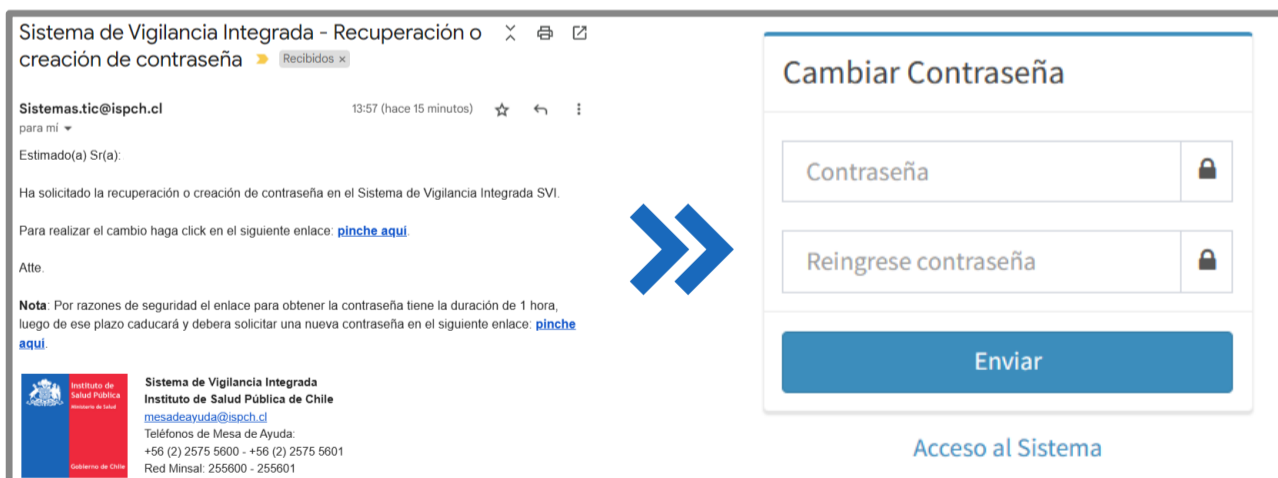 Sistema de Vigilancia Integrada - Recuperación o
creación de contraseña Recibidos ×
Sistemas.tic@ispch.cl 13:57 (hace 15 minutos)
para mí
Estimado(a) Sr(a):
Ha solicitado la recuperación o creación de contraseña en el Sistema de Vigilancia Integrada SVI.
Para realizar el cambio haga click en el siguiente enlace: pinche aquí.
Atte.
Nota: Por razones de seguridad el enlace para obtener la contraseña tiene la duración de 1 hora,
luego de ese plazo caducará y debera solicitar una nueva contraseña en el siguiente enlace: pinche
aquí.
Instituto de
Salud Pública
Ministerio de Salud
Gobierno de Chile
Sistema de Vigilancia Integrada
Instituto de Salud Pública de Chile
mesadeayuda@ispch.cl
Teléfonos de Mesa de Ayuda:
+56 (2) 2575 5600 - +56 (2) 2575 5601
Red Minsal: 255600 - 255601
Cambiar Contraseña
Contraseña
Reingrese contraseña
Enviar
Acceso al Sistema